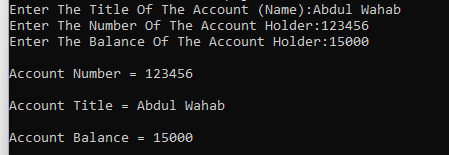 Enter The Title Of The Account (Name):Abdul Wahab
Enter The Number Of The Account Holder:123456
Enter The Balance Of The Account Holder:15000
Account Number = 123456
Account Title = Abdul Wahab
Account Balance = 15000